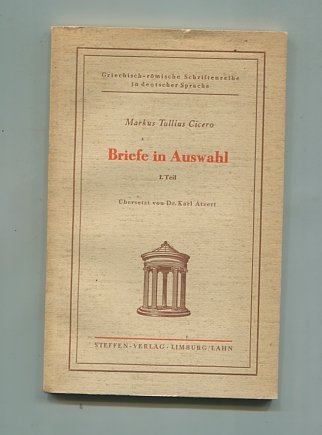 Griechisch-römische Schriftenreihe
in deutscher Sprache
Markus Tullius Cicero
Briefe in Auswahl
I. Teil
Übersetzt von Dr. Karl Atzert
STEFFEN-VERLAG · LIMBURG/LAHN